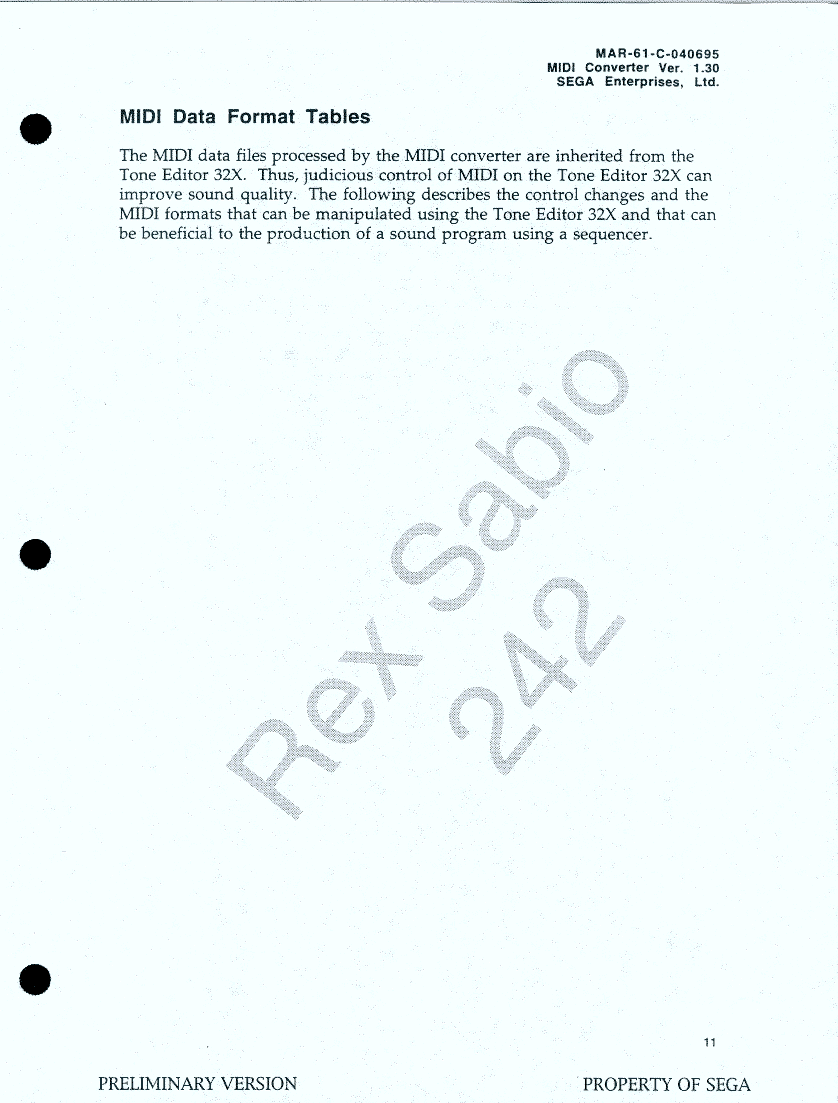 MAR-61-C-040695
MIDI Converter Ver. 1.30
SEGA Enterprises, Ltd.
MIDI Data Format Tables
The MIDI data files processed by the MIDI converter are inherited from the
Tone Editor 32X. Thus, judicious control of MIDI on the Tone Editor 32X can
improve sound quality. The following describes the control changes and the
MIDI formats that can be manipulated using the Tone Editor 32X and that can
be beneficial to the production of a sound program using a sequencer.
Rex Sabio
242
11
PRELIMINARY VERSION
PROPERTY OF SEGA